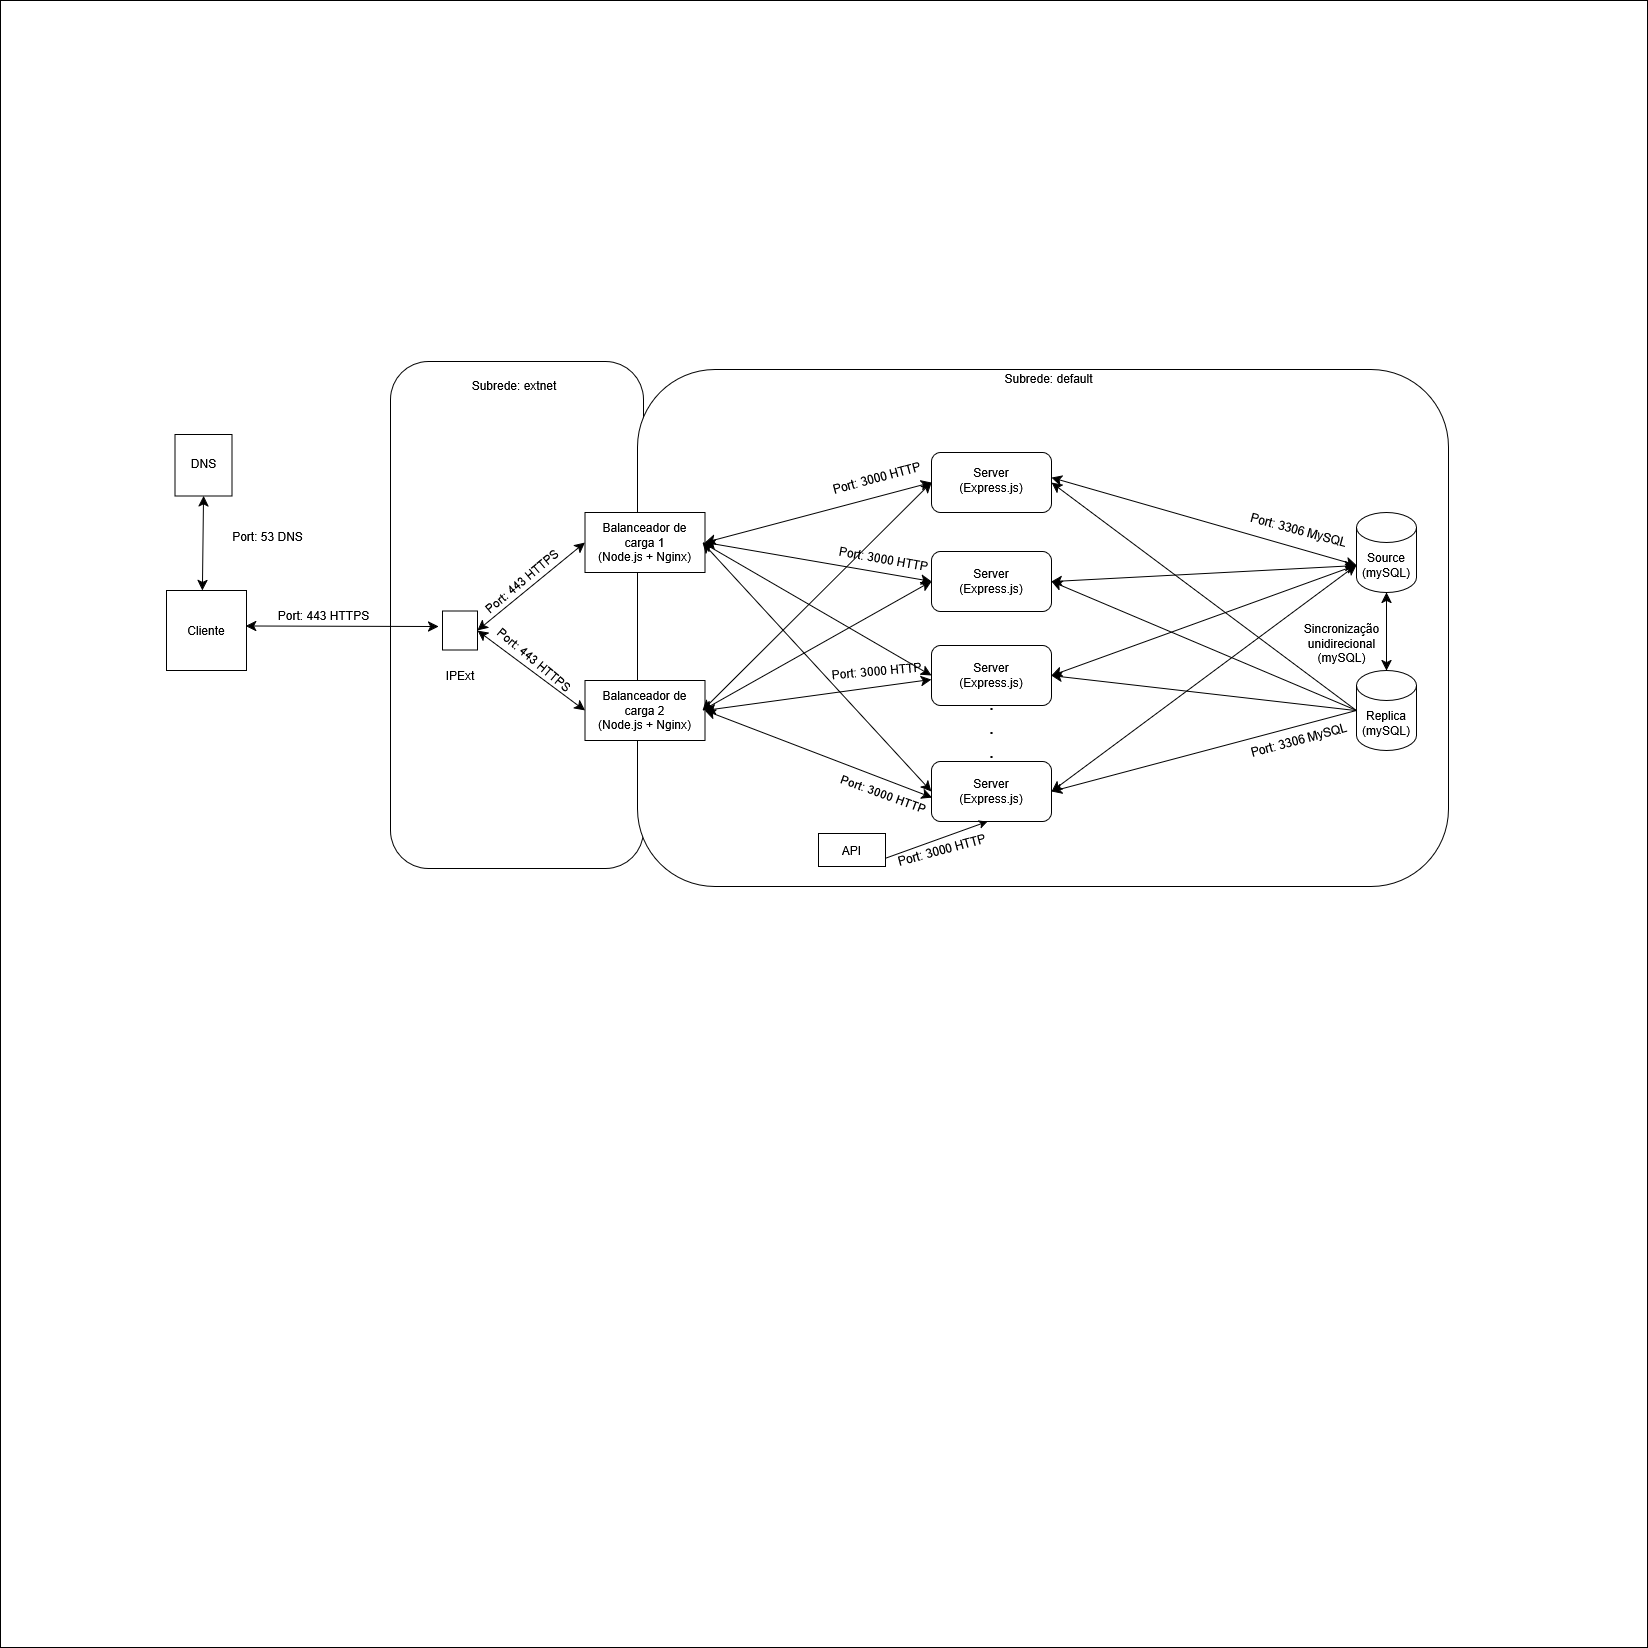 Subrede: extnet
Subrede: default
DNS
Port: 53 DNS
Cliente
Port: 443 HTTPS
IPExt
Port: 443 HTTPS
Port: 443 HTTPS
Balanceador de
carga 1
(Node.js + Nginx)
Balanceador de
carga 2
(Node.js + Nginx)
Port: 3000 HTTP
Port: 3000 HTTP
Port: 3000 HTTP
Port: 3000 HTTP
Server
(Express.js)
Server
(Express.js)
Server
(Express.js)
.
.
.
Server
(Express.js)
API
Port: 3000 HTTP
Port: 3306 MySQL
Source
(mySQL)
Sincronização
unidirecional
(mySQL)
Replica
(mySQL)
Port: 3306 MySQL